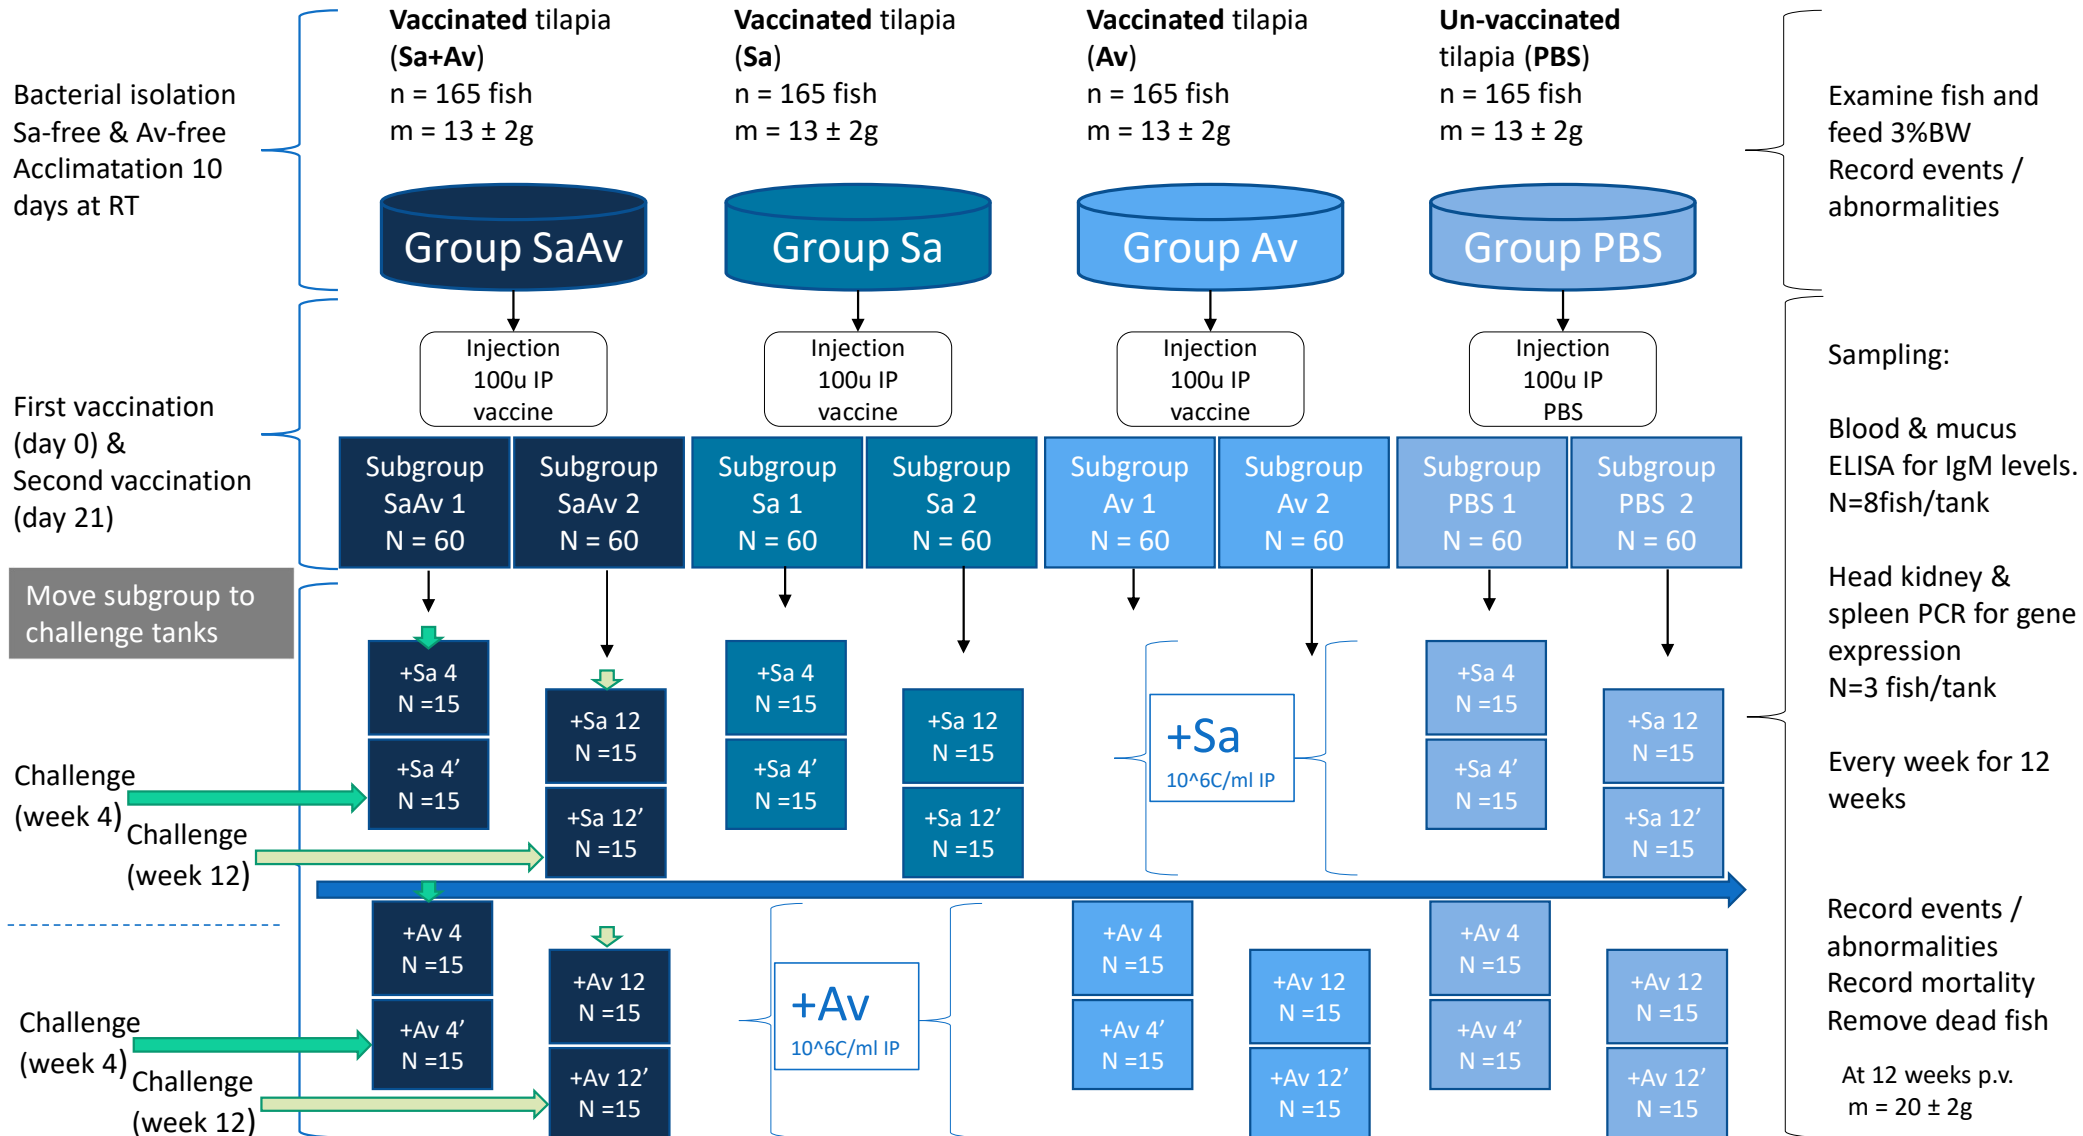 Vaccinated tilapia
(Sa+Av)
n = 165 fish
m = 13 ± 2g
Vaccinated tilapia
(Sa)
n = 165 fish
m = 13 ± 2g
Vaccinated tilapia
(Av)
n = 165 fish
m = 13 ± 2g
Un-vaccinated
tilapia (PBS)
n = 165 fish
m = 13 ± 2g
Bacterial isolation
Sa-free & Av-free
Acclimatation 10
days at RT
Examine fish and
feed 3%BW
Record events /
abnormalities
Group SaAv
Group Sa
Group Av
Group PBS
Injection
100u IP
vaccine
Injection
100u IP
vaccine
Injection
100u IP
vaccine
Injection
100u IP
PBS
First vaccination
(day 0) &
Second vaccination
(day 21)
Subgroup
SaAv 1
N = 60
Subgroup
SaAv 2
N = 60
Subgroup
Sa 1
N = 60
Subgroup
Sa 2
N = 60
Subgroup
Av 1
N = 60
Subgroup
Av 2
N = 60
Subgroup
PBS 1
N = 60
Subgroup
PBS 2
N = 60
Sampling:
Blood & mucus
ELISA for IgM levels.
N=8fish/tank
Head kidney &
spleen PCR for gene
expression
N=3 fish/tank
Every week for 12
weeks
Move subgroup to
challenge tanks
+Sa 4
N =15
+Sa 4'
N =15
+Sa 12
N =15
+Sa 12'
N =15
+Sa 4
N =15
+Sa 4'
N =15
+Sa 12
N =15
+Sa 12'
N =15
+Sa
10^6C/ml IP
+Sa 4
N =15
+Sa 4'
N =15
+Sa 12
N =15
+Sa 12'
N =15
Challenge
(week 4)
Challenge
(week 12)
+Av 4
N =15
+Av 4'
N =15
+Av 12
N =15
+Av 12'
N =15
+Av
10^6C/ml IP
+Av 4
N =15
+Av 4'
N =15
+Av 12
N =15
+Av 12'
N =15
+Av 4
N =15
+Av 4'
N =15
+Av 12
N =15
+Av 12'
N =15
Challenge
(week 4)
Challenge
(week 12)
Record events /
abnormalities
Record mortality
Remove dead fish
At 12 weeks p.v.
m = 20 ± 2g